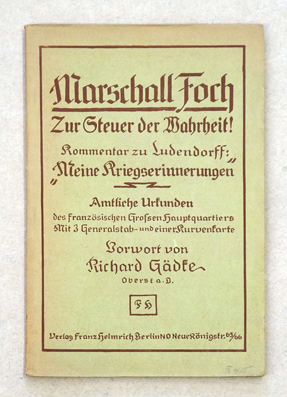 Marschall Foch
Zur Steuer der Wahrheit!
Kommentar zu Ludendorff:
„Meine Kriegserinnerungen"
Amtliche Urkunden
des französischen Grossen Hauptquartiers
Mit 3 Generalstab- und einer Kurvenkarte
Vorwort von
Richard Gädke
Oberst a.D.
FH
Verlag Franz Helmrich Berlin NO Neue Königstr.